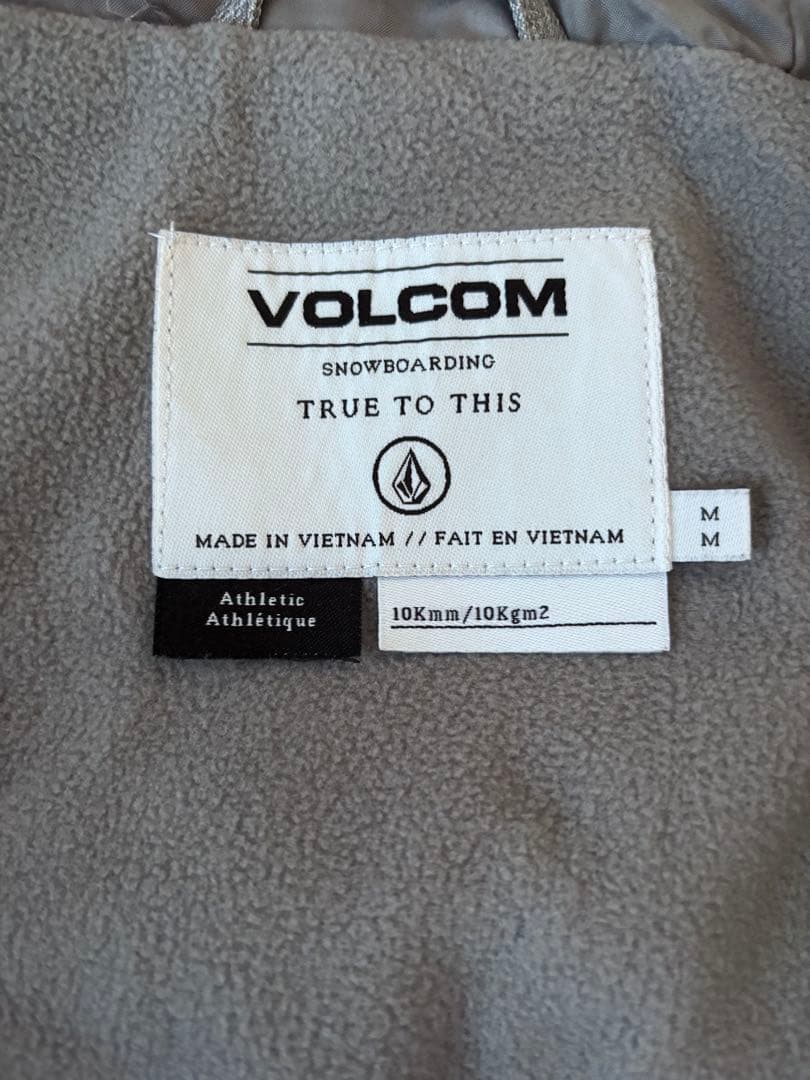 VOLCOM
SNOWBOARDING
TRUE TO THIS
MADE IN VIETNAM // FAIT EN VIETNAM
M
M
Athletic
Athlétique
10Kmm/10Kgm2